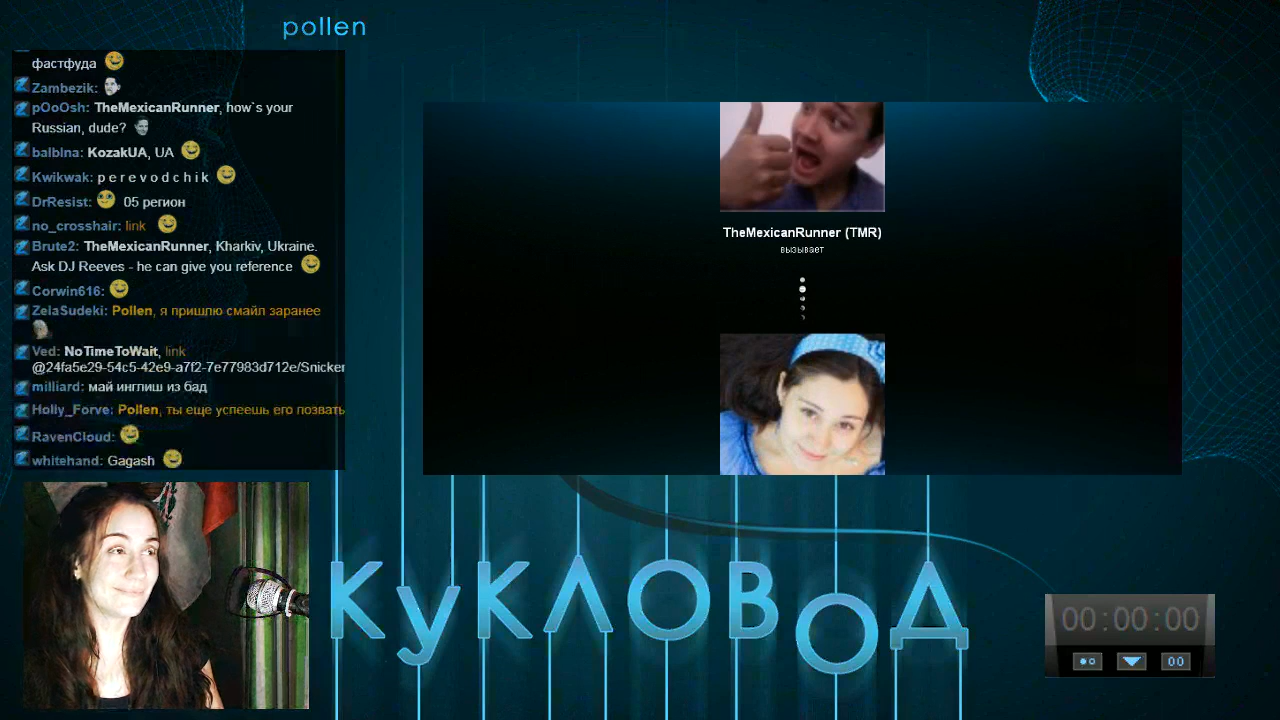 pollen
фастфуда
Zambezik:
pOoOsh: TheMexicanRunner, how`s your
Russian, dude?
balbIna: KozakUA, UA
Kwikwak: p e r e v o d c h i k
DrResist: 05 регион
no_crosshair: link
Brute2: TheMexicanRunner, Kharkiv, Ukraine.
Ask DJ Reeves - he can give you reference
Corwin616:
ZelaSudeki: Pollen, я пришлю смайл заранее
Ved: NoTimeToWait, link
@24fa5e29-54c5-42e9-a7f2-7e77983d712e/Snicker
milliard: май инглиш из бад
Holly_Forve: Pollen, ты еще успеешь его позвать
RavenCloud:
whitehand: Gagash
TheMexicanRunner (TMR)
вызывает
КУКЛОВОД
00:00:00
00